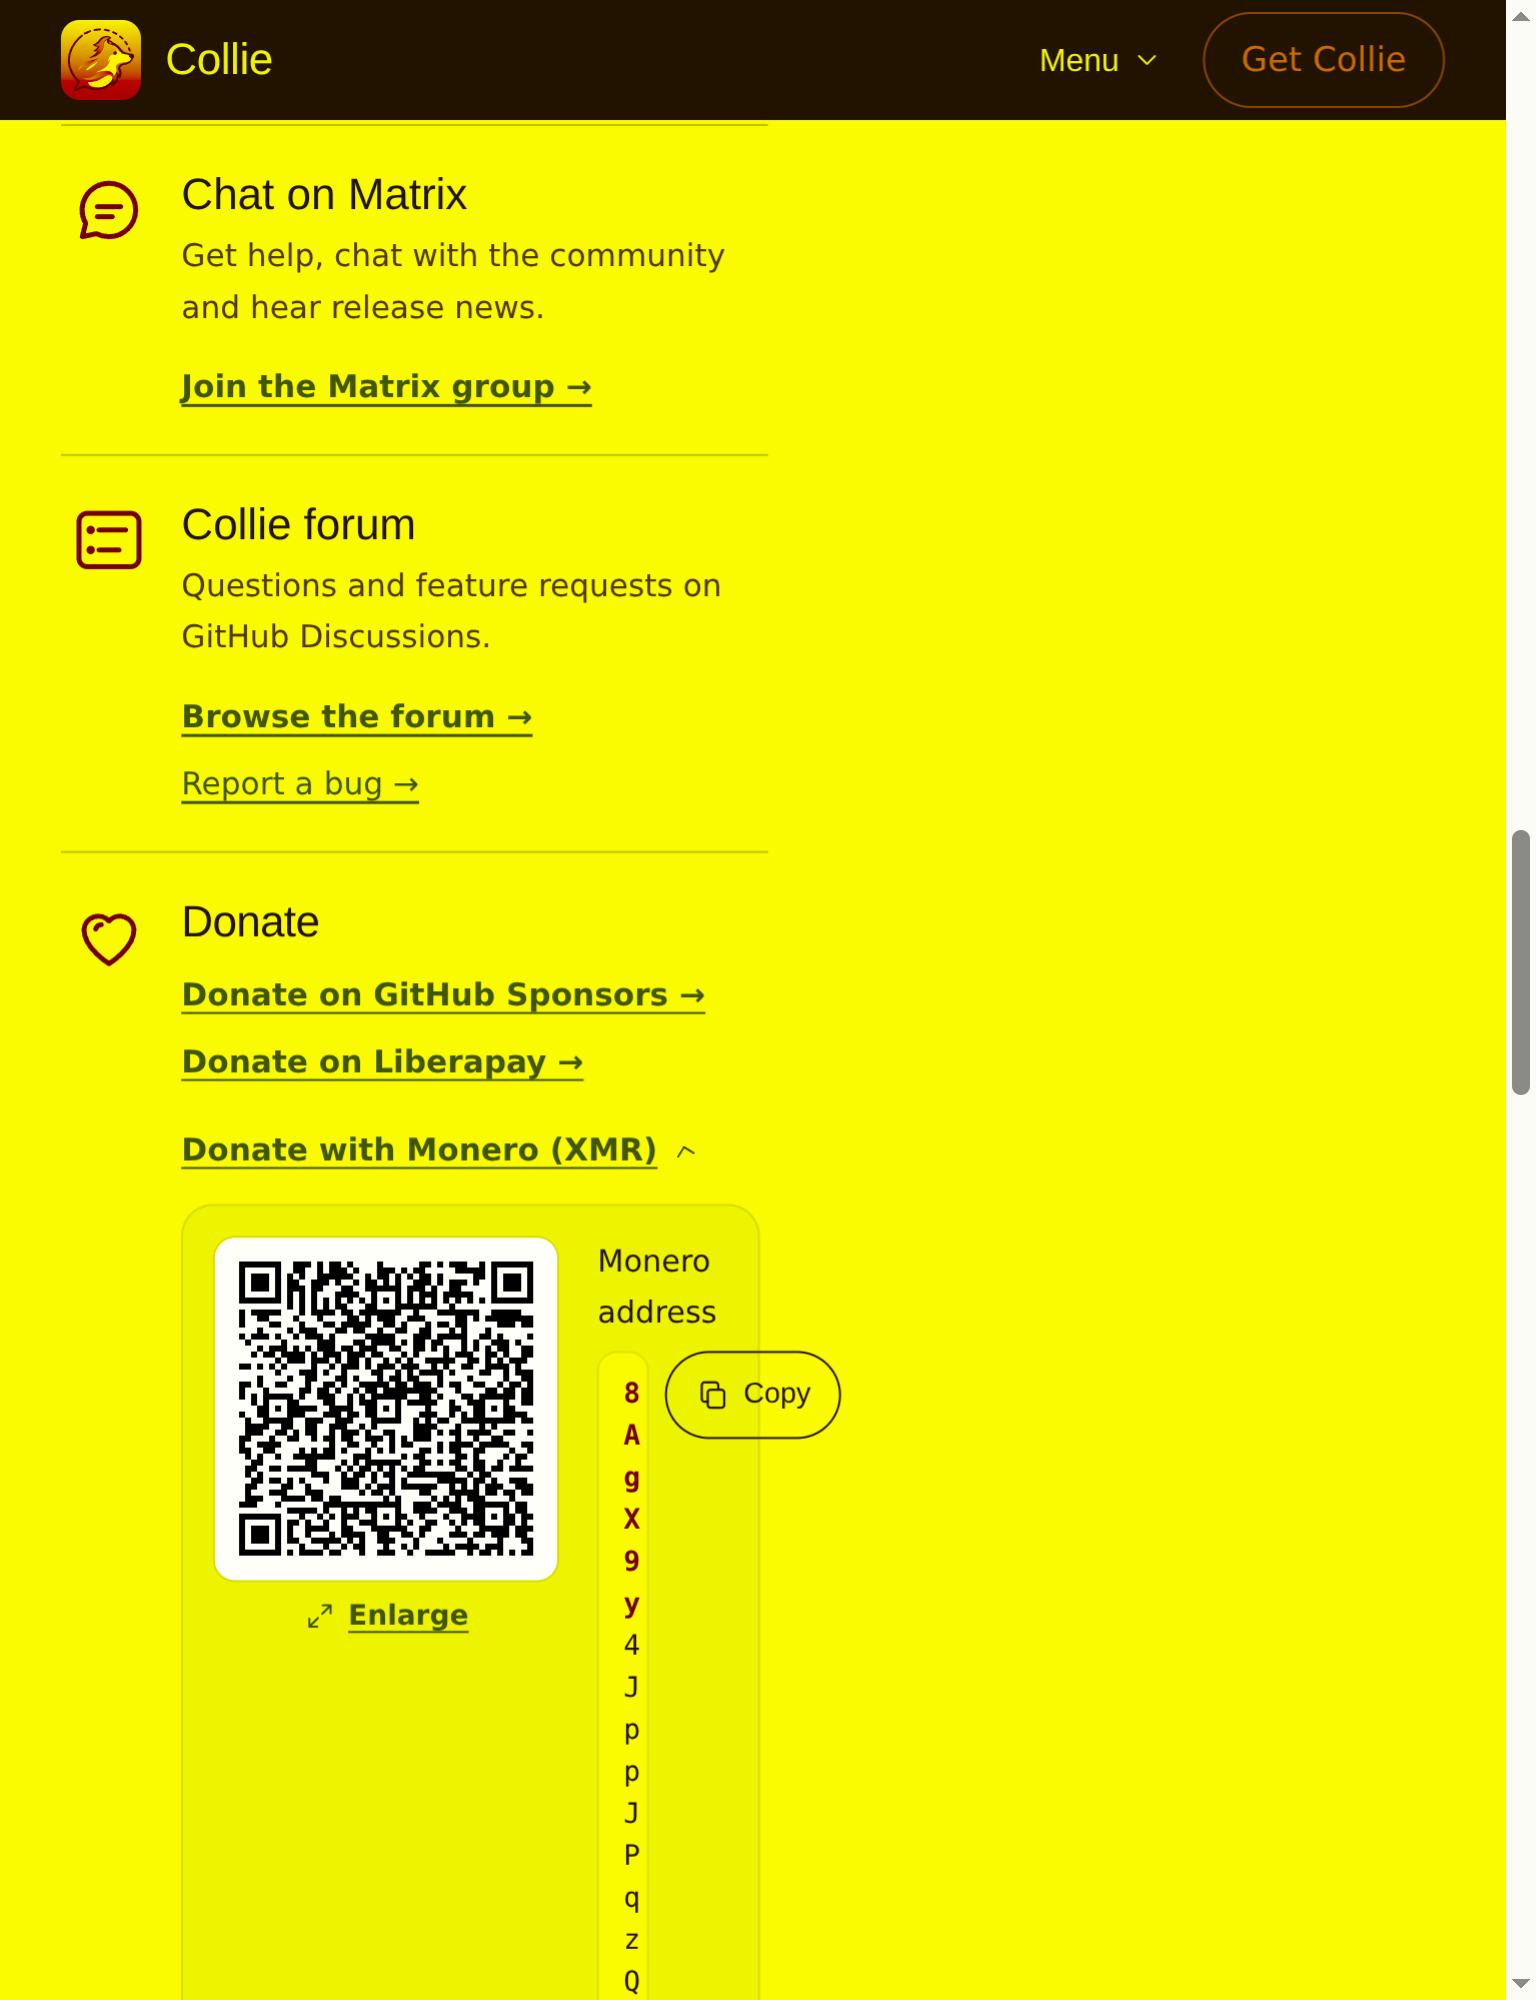 Collie
Menu
Get Collie
Chat on Matrix
Get help, chat with the community
and hear release news.
Join the Matrix group →
Collie forum
Questions and feature requests on
GitHub Discussions.
Browse the forum →
Report a bug →
Donate
Donate on GitHub Sponsors →
Donate on Liberapay →
Donate with Monero (XMR)
Monero
address
Copy
8
A
g
X
9
y
4
J
p
p
J
P
q
z
Q
Enlarge